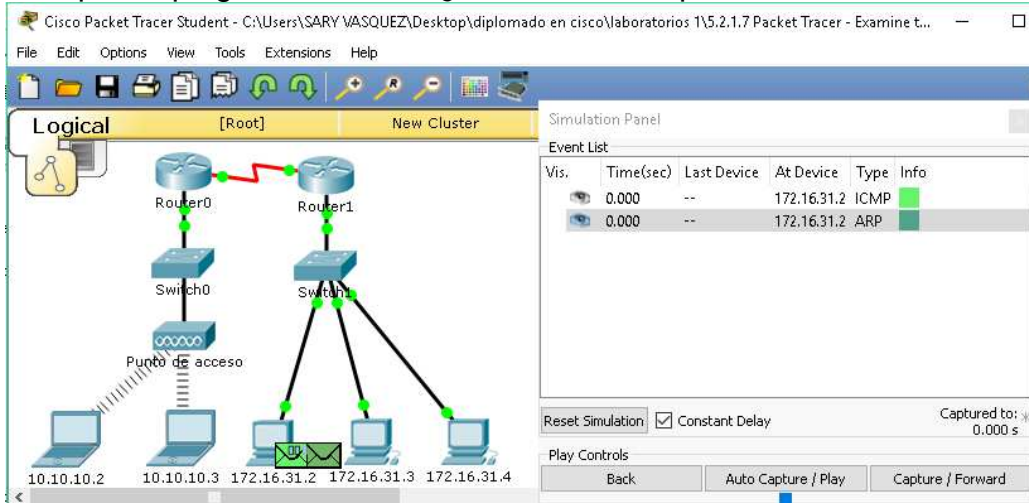 Cisco Packet Tracer Student - C:\Users\SARY VASQUEZ\Desktop\diplomado en cisco\laboratorios 1\5.2.1.7 Packet Tracer - Examine t...
File Edit Options View Tools Extensions Help
Logical [Root] New Cluster
Simulation Panel
Event List
Vis. Time(sec) Last Device At Device Type Info
0.000 -- 172.16.31.2 ICMP
0.000 -- 172.16.31.2 ARP
Router0
Router1
Switch0
Switch1
Punto de acceso
10.10.10.2 10.10.10.3 172.16.31.2 172.16.31.3 172.16.31.4
Reset Simulation Constant Delay
Captured to:
0.000 s
Play Controls
Back Auto Capture / Play Capture / Forward